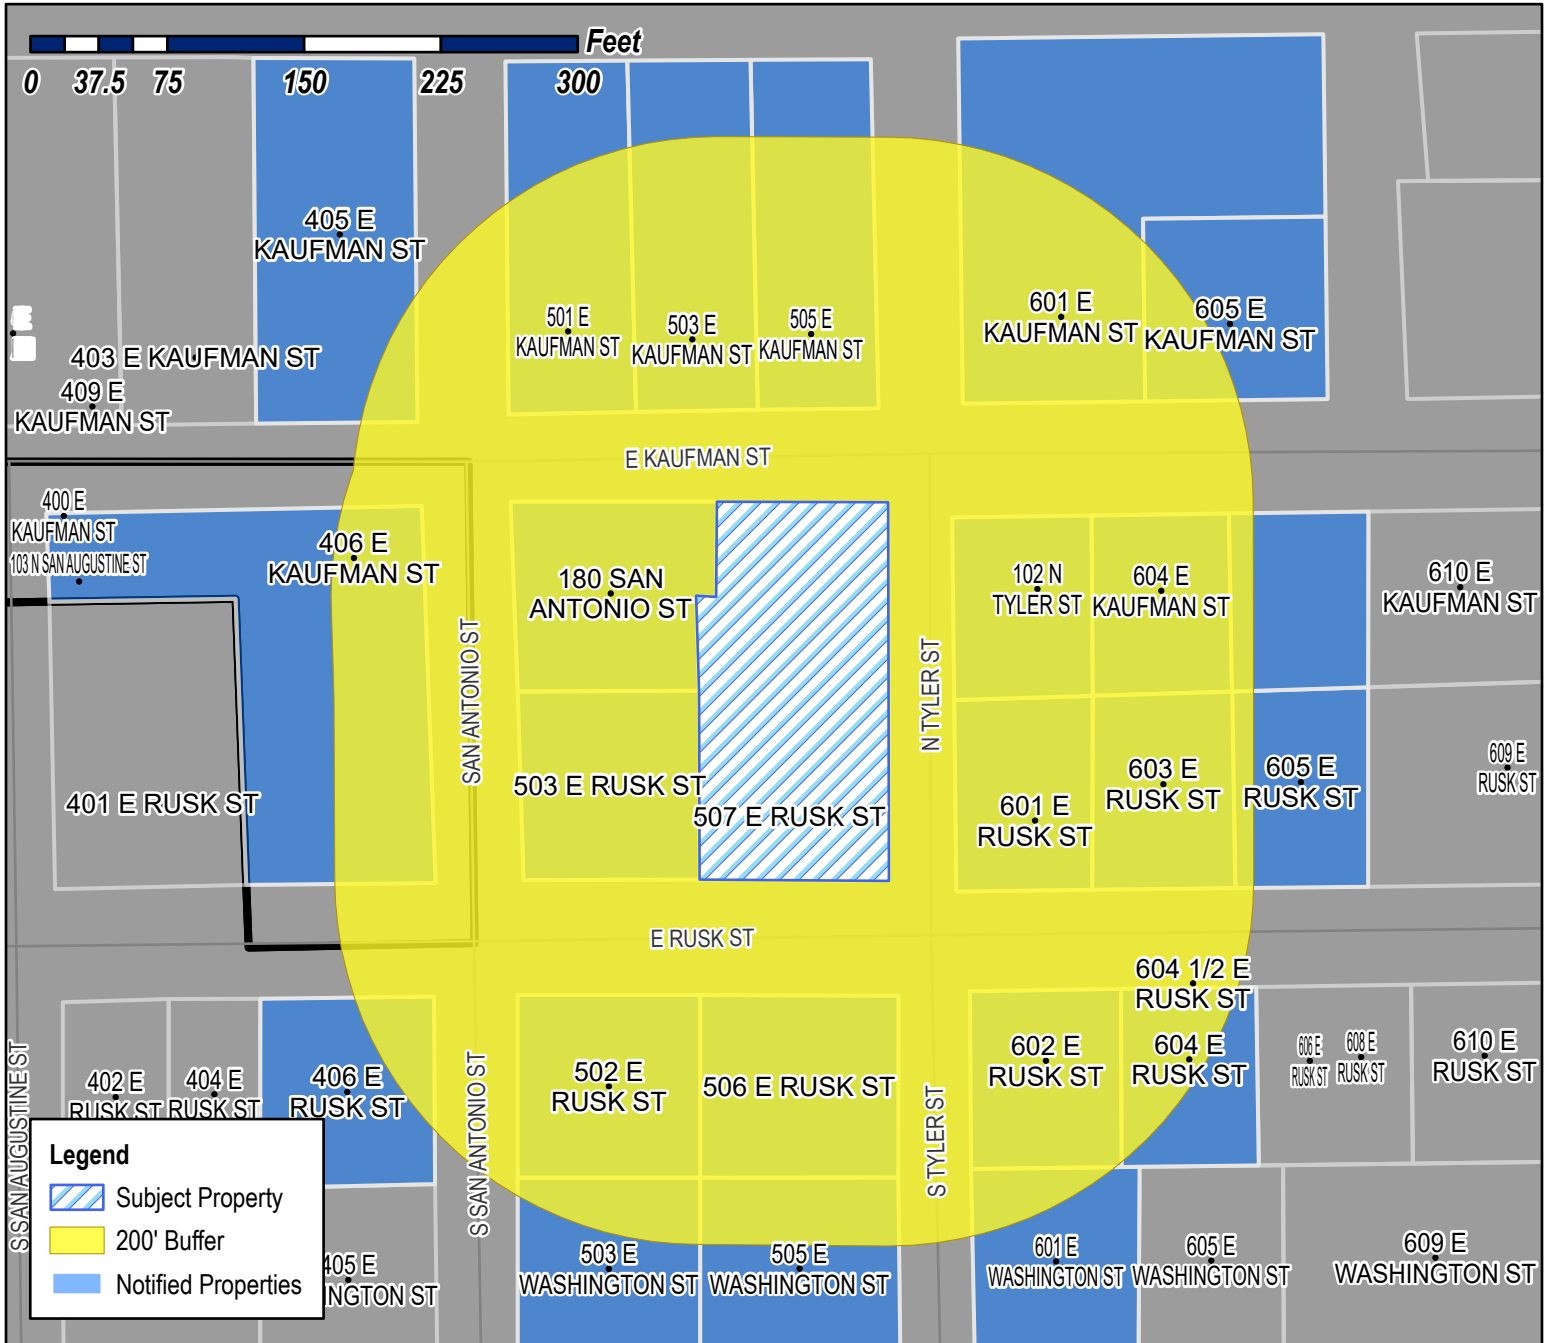 Feet
0 37.5 75 150 225 300
405 E
KAUFMAN ST
501 E
KAUFMAN ST
503 E
KAUFMAN ST
505 E
KAUFMAN ST
601 E
KAUFMAN ST
605 E
KAUFMAN ST
403 E KAUFMAN ST
409 E
KAUFMAN ST
E KAUFMAN ST
400 E
KAUFMAN ST
103 N SAN AUGUSTINE ST
406 E
KAUFMAN ST
180 SAN
ANTONIO ST
102 N
TYLER ST
604 E
KAUFMAN ST
610 E
KAUFMAN ST
SAN ANTONIO ST
N TYLER ST
401 E RUSK ST
503 E RUSK ST
507 E RUSK ST
601 E
RUSK ST
603 E
RUSK ST
605 E
RUSK ST
609 E
RUSK ST
E RUSK ST
604 1/2 E
RUSK ST
402 E
RUSK ST
404 E
RUSK ST
406 E
RUSK ST
502 E
RUSK ST
506 E RUSK ST
602 E
RUSK ST
604 E
RUSK ST
606 E
RUSK ST
608 E
RUSK ST
610 E
RUSK ST
S SAN AUGUSTINE ST
S SAN ANTONIO ST
S TYLER ST
405 E
INGTON ST
503 E
WASHINGTON ST
505 E
WASHINGTON ST
601 E
WASHINGTON ST
605 E
WASHINGTON ST
609 E
WASHINGTON ST
Legend
Subject Property
200' Buffer
Notified Properties